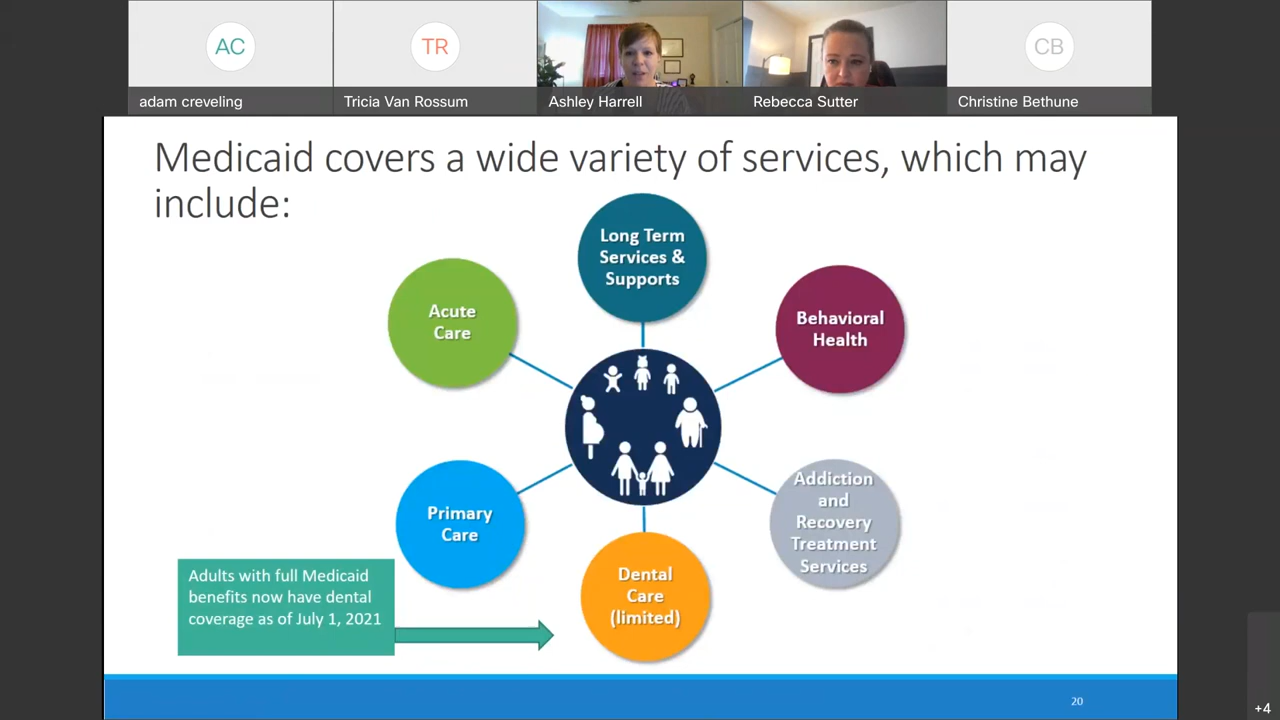 AC
TR
CB
adam creveling
Tricia Van Rossum
Ashley Harrell
Rebecca Sutter
Christine Bethune
Medicaid covers a wide variety of services, which may
include:
Long Term
Services &
Supports
Acute
Care
Behavioral
Health
Primary
Care
Addiction
and
Recovery
Treatment
Services
Dental
Care
(limited)
Adults with full Medicaid
benefits now have dental
coverage as of July 1, 2021
20
+4